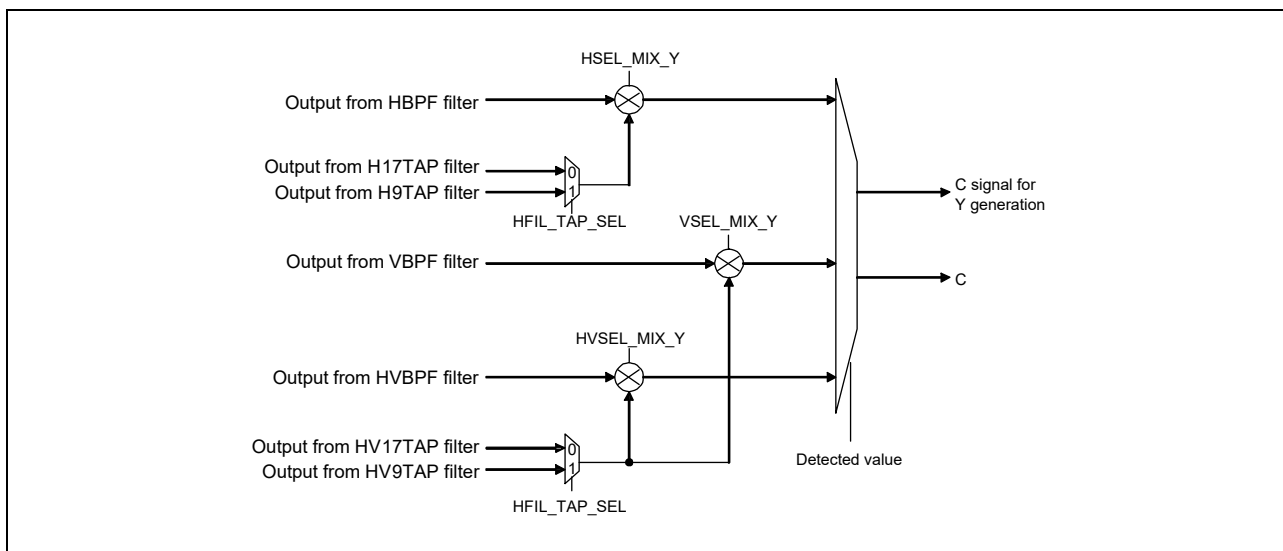 HSEL_MIX_Y
Output from HBPF filter
Output from H17TAP filter
0
Output from H9TAP filter
1
HFIL_TAP_SEL
VSEL_MIX_Y
C signal for
Y generation
Output from VBPF filter
C
HVSEL_MIX_Y
Output from HVBPF filter
Output from HV17TAP filter
0
Output from HV9TAP filter
1
Detected value
HFIL_TAP_SEL